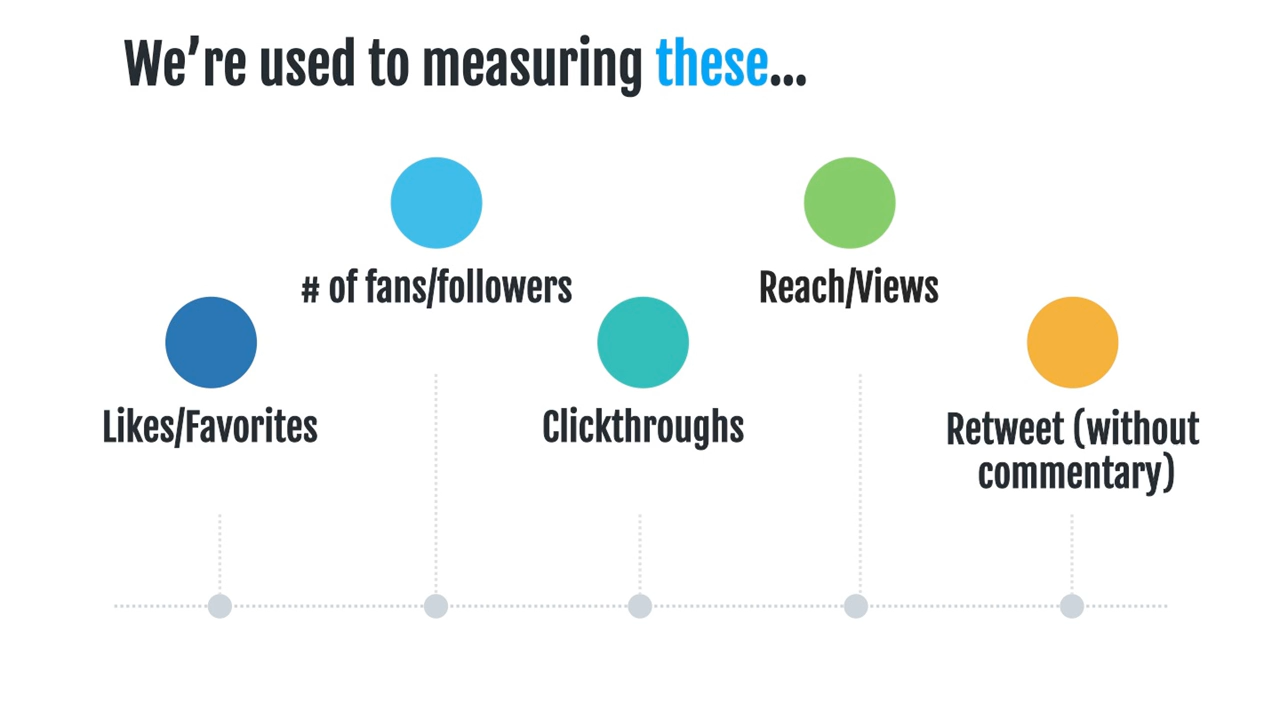 We're used to measuring these...
# of fans/followers
Reach/Views
Likes/Favorites
Clickthroughs
Retweet (without
commentary)